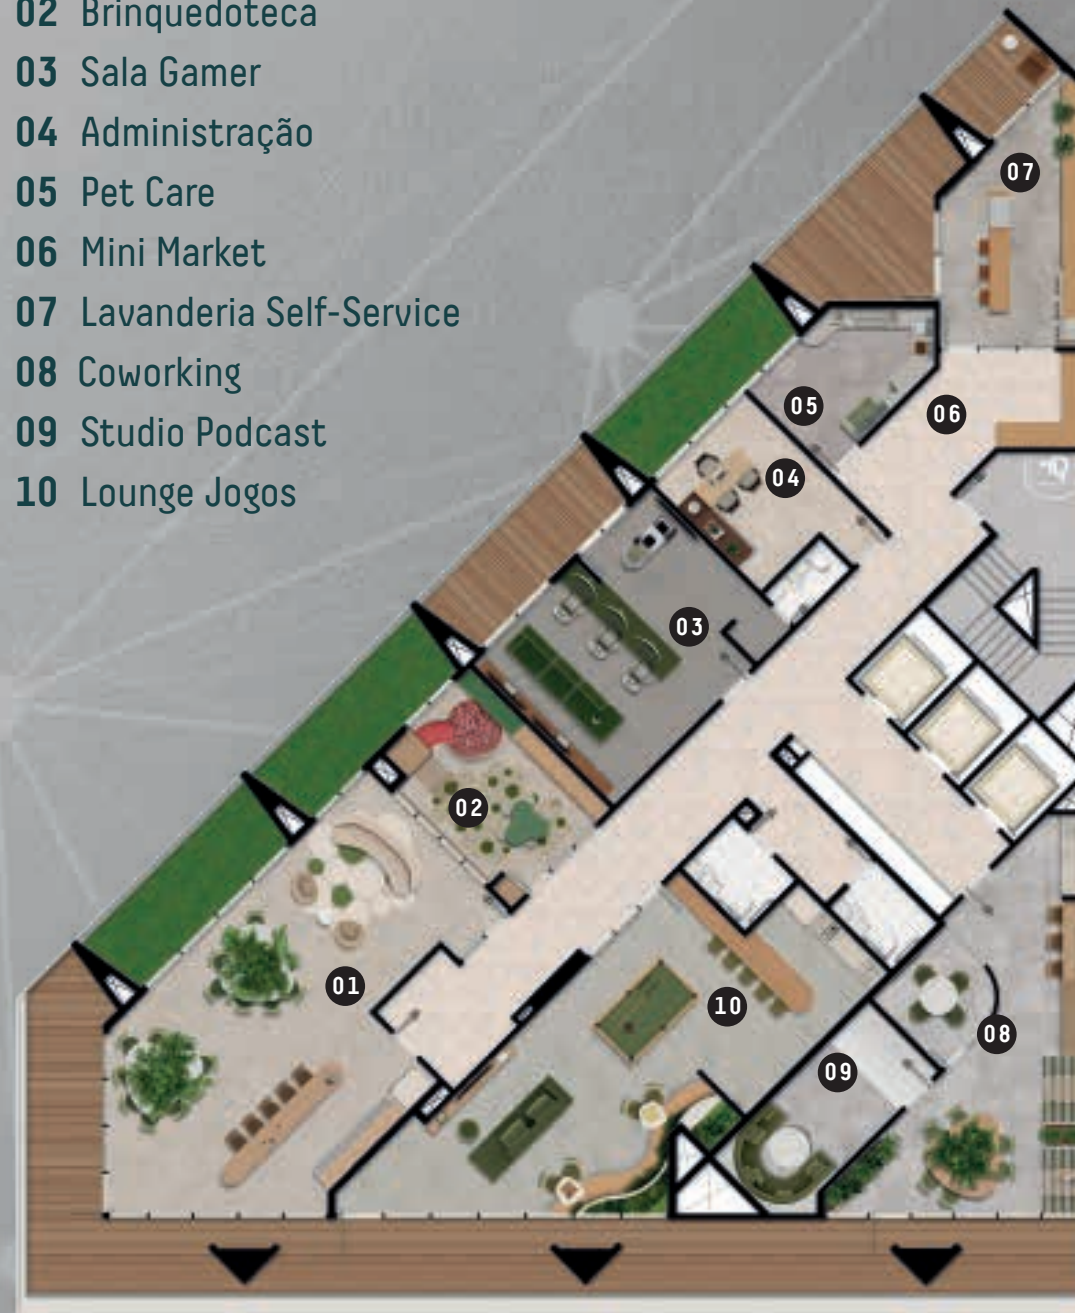 02 Brinquedoteca
03 Sala Gamer
04 Administração
05 Pet Care
06 Mini Market
07 Lavanderia Self-Service
08 Coworking
09 Studio Podcast
10 Lounge Jogos
07
05
06
04
03
02
01
10
08
09